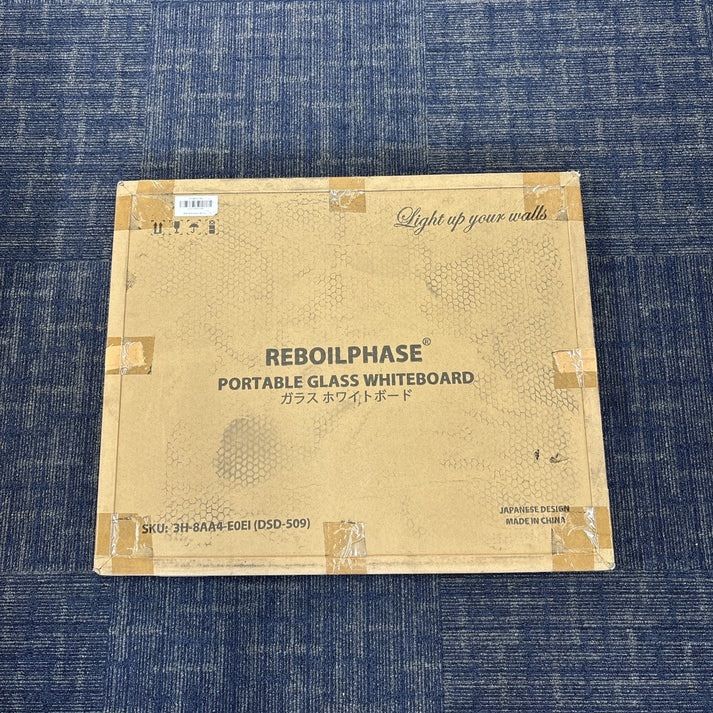 Light up your walls
REBOILPHASE®
PORTABLE GLASS WHITEBOARD
ガラス ホワイトボード
SKU: 3H-8AA4-E0EI (DSD-509)
JAPANESE DESIGN
MADE IN CHINA